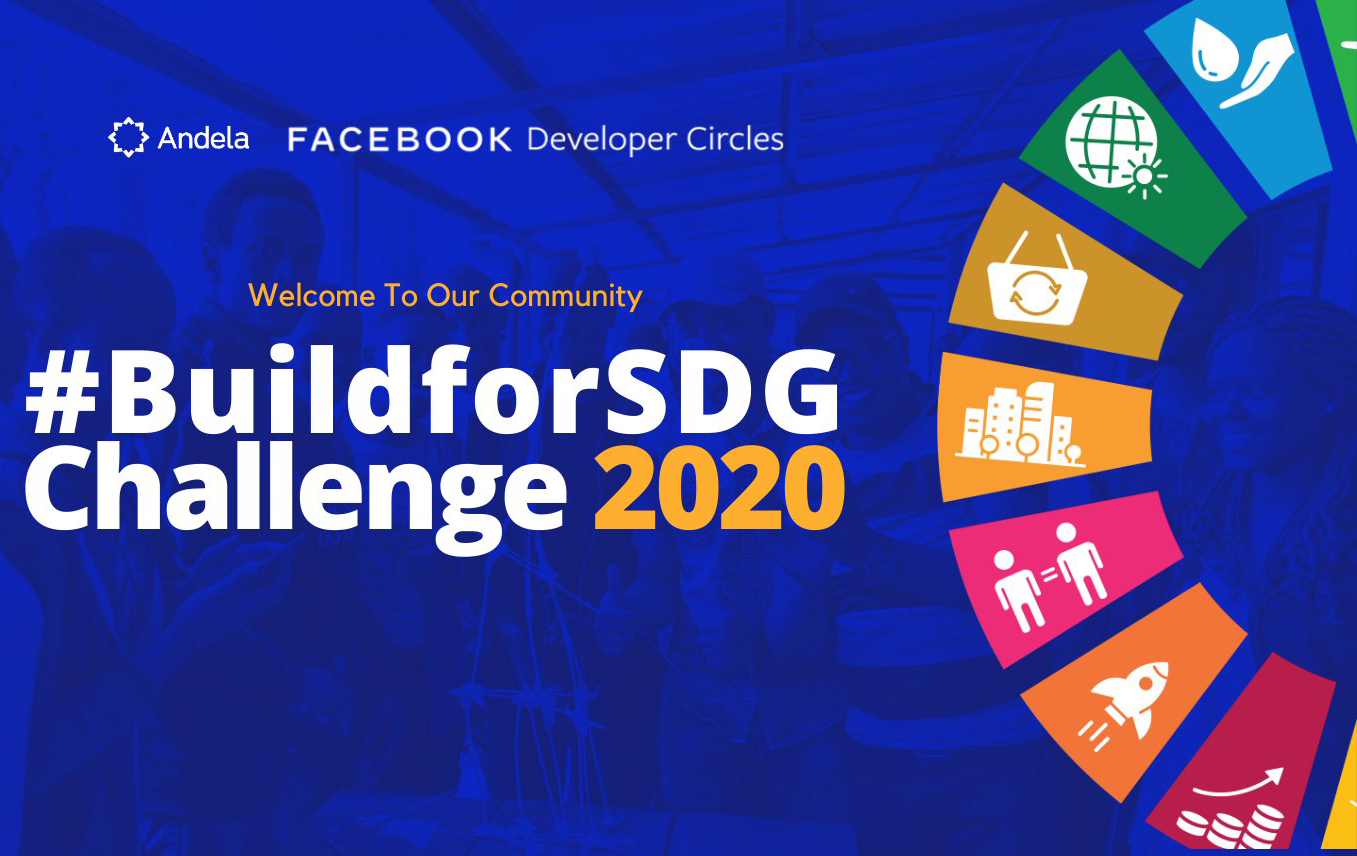 Andela FACEBOOK Developer Circles
Welcome To Our Community
#BuildforSDG
Challenge 2020